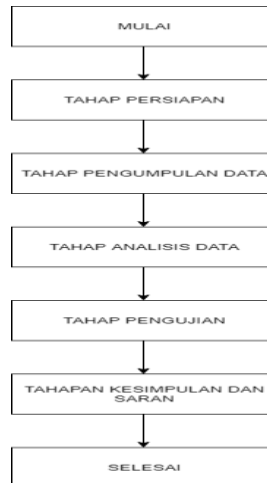 MULAI
TAHAP PERSIAPAN
TAHAP PENGUMPULAN DATA
TAHAP ANALISIS DATA
TAHAP PENGUJIAN
TAHAPAN KESIMPULAN DAN
SARAN
SELESAI